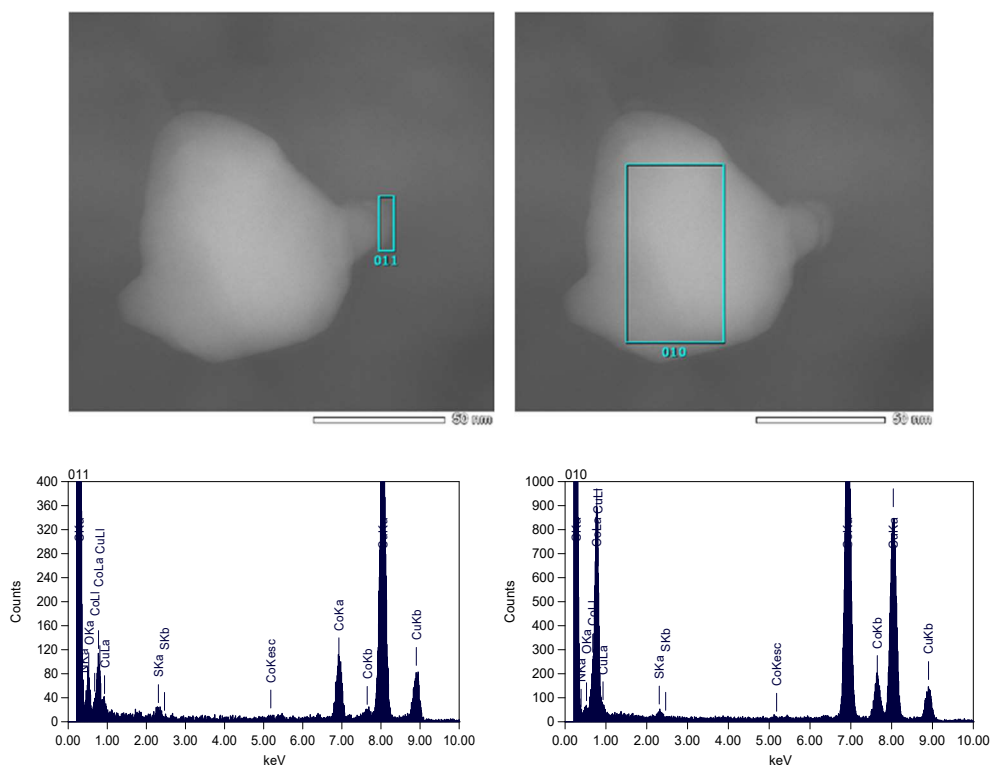 011
50 nm
010
50 nm
011
400
360
320
280
240
200
160
120
80
40
0
Counts
NKa
OKa
CoLl
CoLa
CuLl
CuLa
SKa
SKb
CoKesc
CoKa
CoKb
CuKb
0.00 1.00 2.00 3.00 4.00 5.00 6.00 7.00 8.00 9.00 10.00
keV
010
1000
900
800
700
600
500
400
300
200
100
0
Counts
NKa
OKa
CoLl
CoLa CuLl
CuLa
SKa
SKb
CoKesc
CoKb
CuKa
CuKb
0.00 1.00 2.00 3.00 4.00 5.00 6.00 7.00 8.00 9.00 10.00
keV